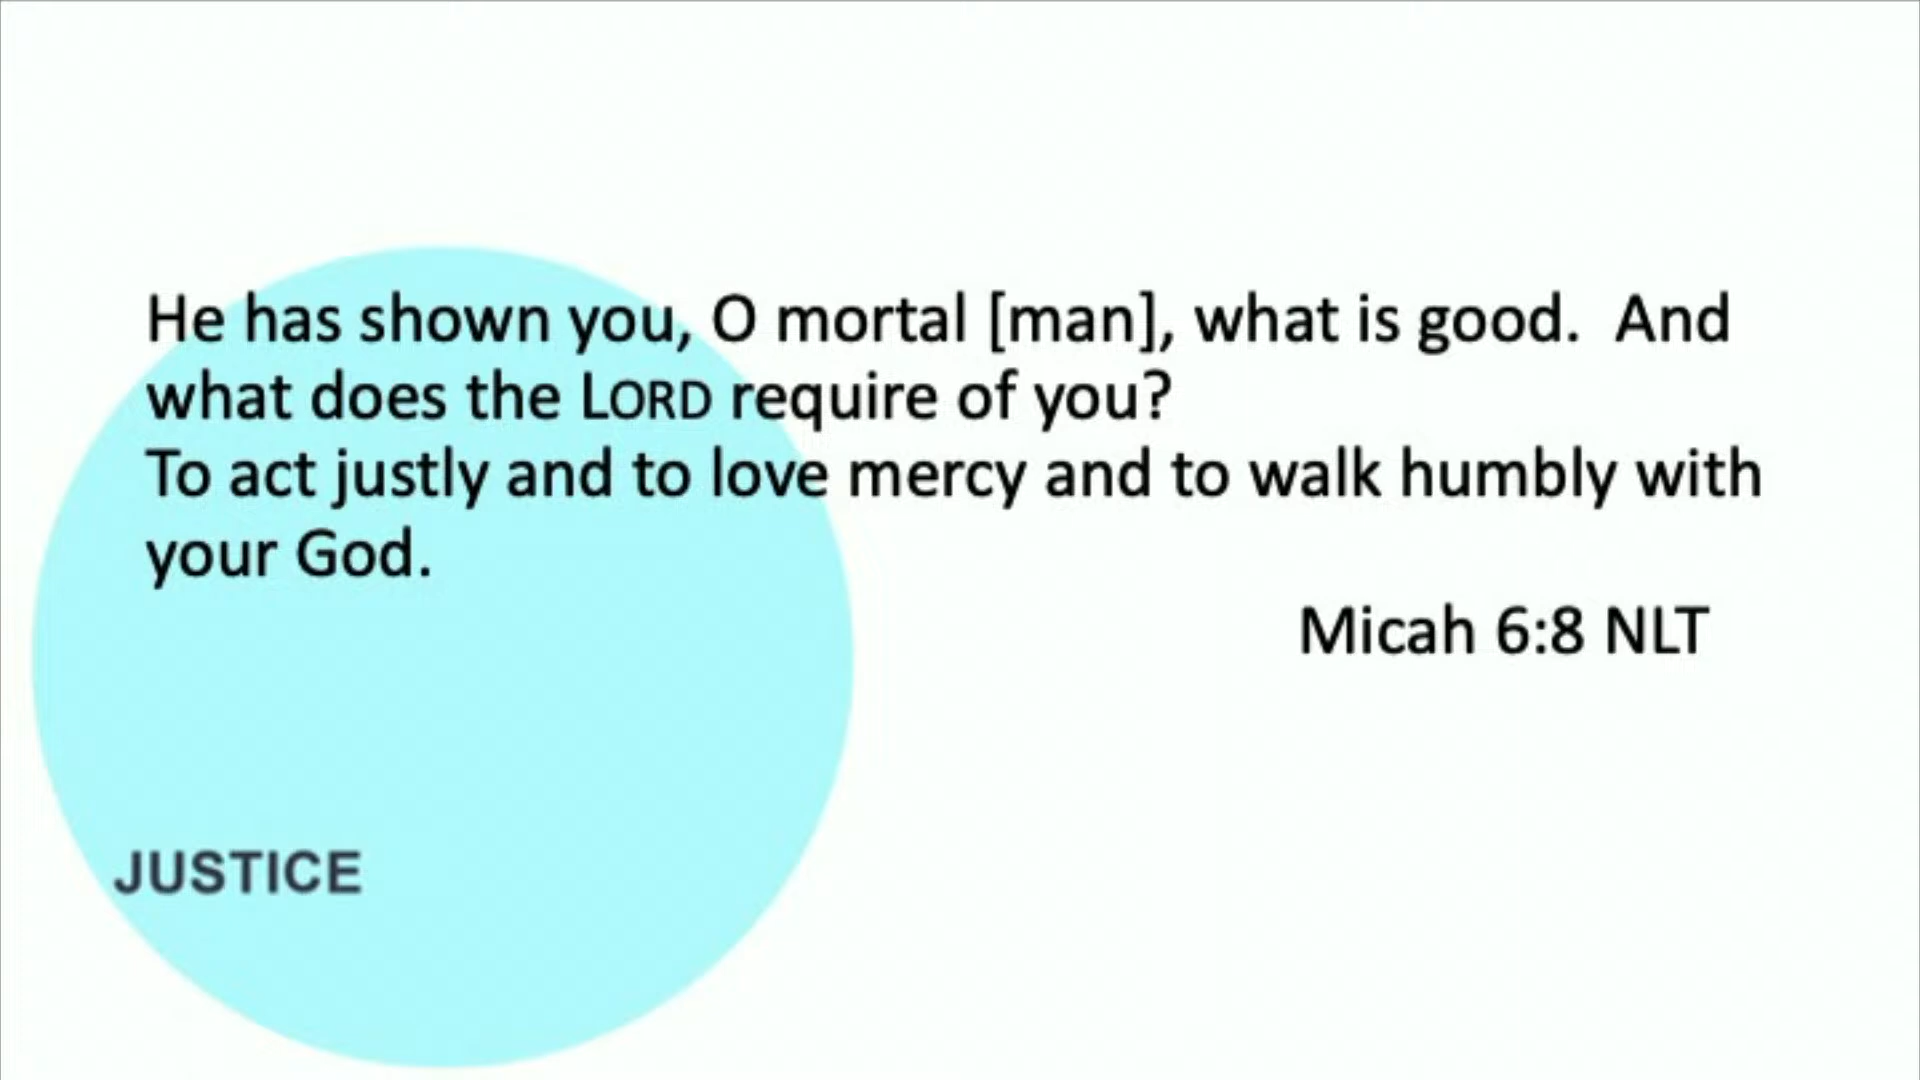 He has shown you, O mortal [man], what is good.  And
what does the LORD require of you?
To act justly and to love mercy and to walk humbly with
your God.
Micah 6:8 NLT
JUSTICE